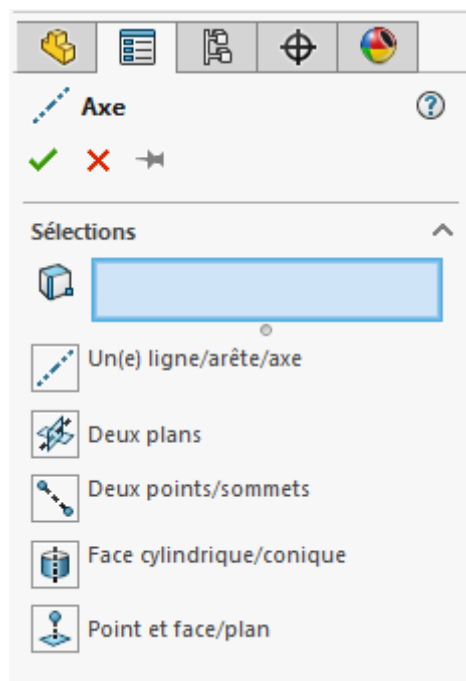 Axe
Sélections
Un(e) ligne/arête/axe
Deux plans
Deux points/sommets
Face cylindrique/conique
Point et face/plan